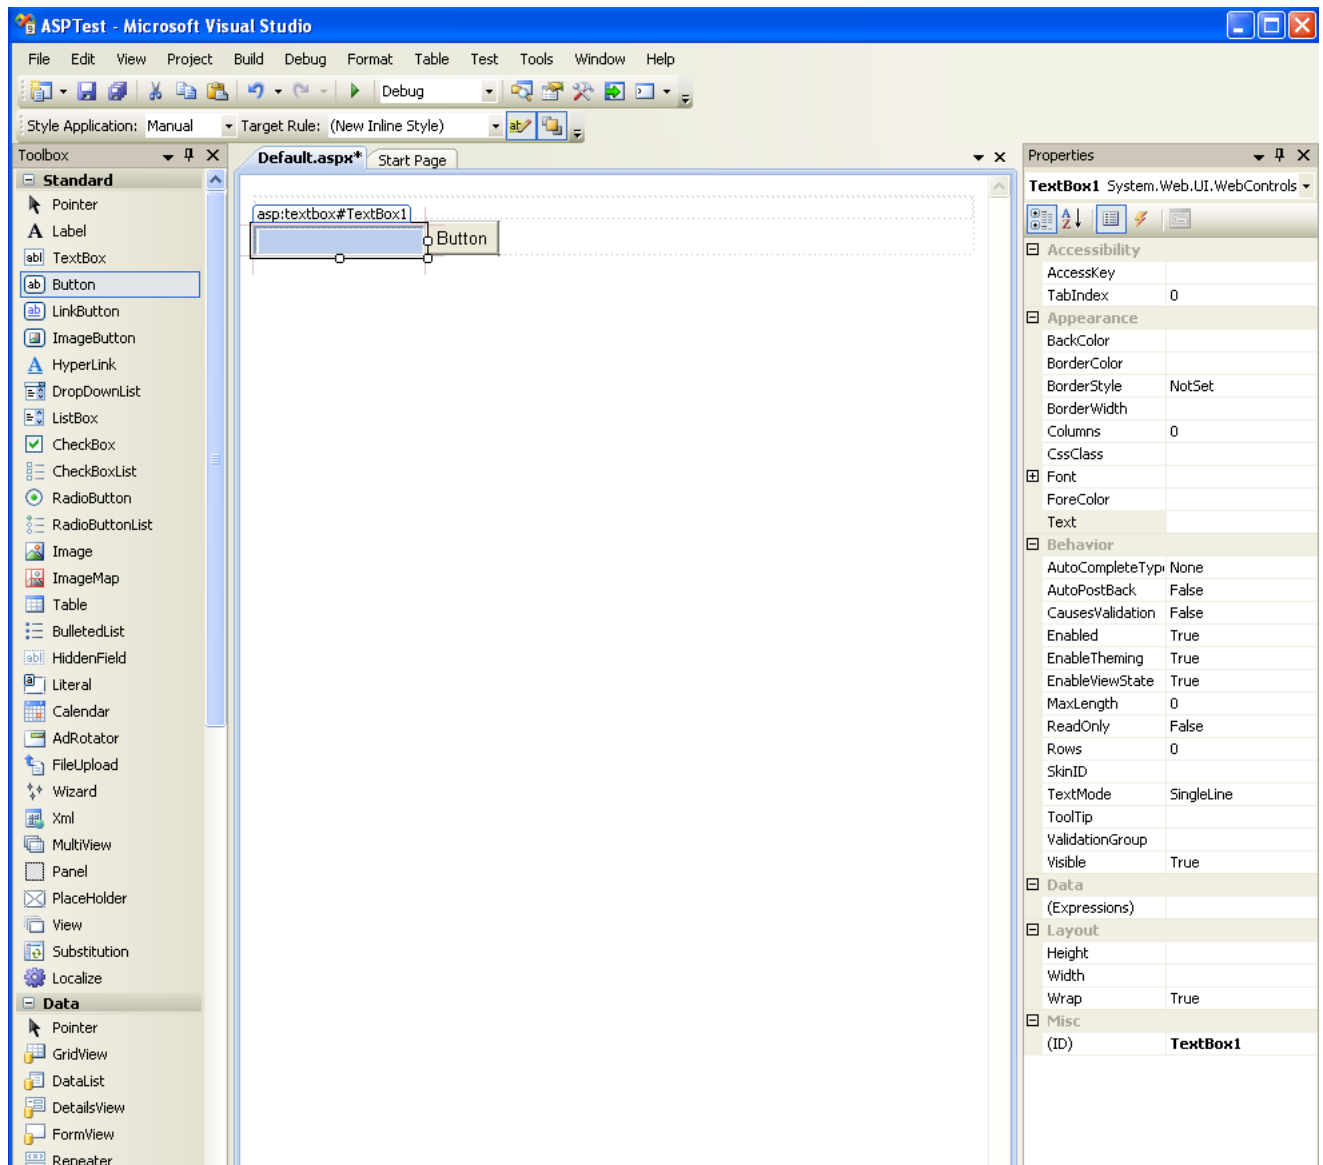 ASPTest - Microsoft Visual Studio
File Edit View Project Build Debug Format Table Test Tools Window Help
Debug
Style Application: Manual Target Rule: (New Inline Style)
Toolbox
Standard
Pointer
A Label
abl TextBox
ab Button
ab LinkButton
ImageButton
A HyperLink
DropDownList
ListBox
CheckBox
CheckBoxList
RadioButton
RadioButtonList
Image
ImageMap
Table
BulletedList
abl HiddenField
Literal
Calendar
AdRotator
FileUpload
Wizard
Xml
MultiView
Panel
PlaceHolder
View
Substitution
Localize
Data
Pointer
GridView
DataList
DetailsView
FormView
Repeater
Default.aspx* Start Page
asp:textbox#TextBox1
Button
Properties
TextBox1 System.Web.UI.WebControls
Accessibility
AccessKey
TabIndex 0
Appearance
BackColor
BorderColor
BorderStyle NotSet
BorderWidth
Columns 0
CssClass
Font
ForeColor
Text
Behavior
AutoCompleteTyp None
AutoPostBack False
CausesValidation False
Enabled True
EnableTheming True
EnableViewState True
MaxLength 0
ReadOnly False
Rows 0
SkinID
TextMode SingleLine
ToolTip
ValidationGroup
Visible True
Data
(Expressions)
Layout
Height
Width
Wrap True
Misc
(ID) TextBox1